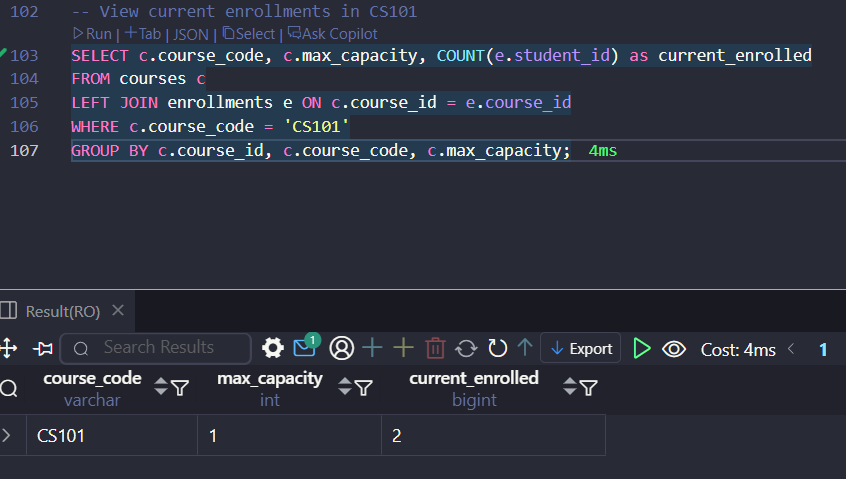 102 -- View current enrollments in CS101
Run | Tab | JSON | Select | Ask Copilot
103 SELECT c.course_code, c.max_capacity, COUNT(e.student_id) as current_enrolled
104 FROM courses c
105 LEFT JOIN enrollments e ON c.course_id = e.course_id
106 WHERE c.course_code = 'CS101'
107 GROUP BY c.course_id, c.course_code, c.max_capacity; 4ms
Result(RO)
Search Results 1 Export Cost: 4ms 1
course_code max_capacity current_enrolled
varchar int bigint
CS101 1 2